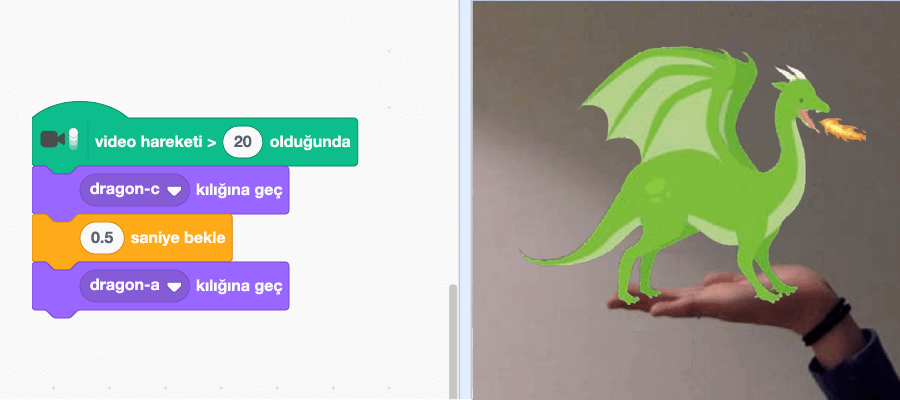 video hareketi > 20 olduğunda
dragon-c kılığına geç
0.5 saniye bekle
dragon-a kılığına geç